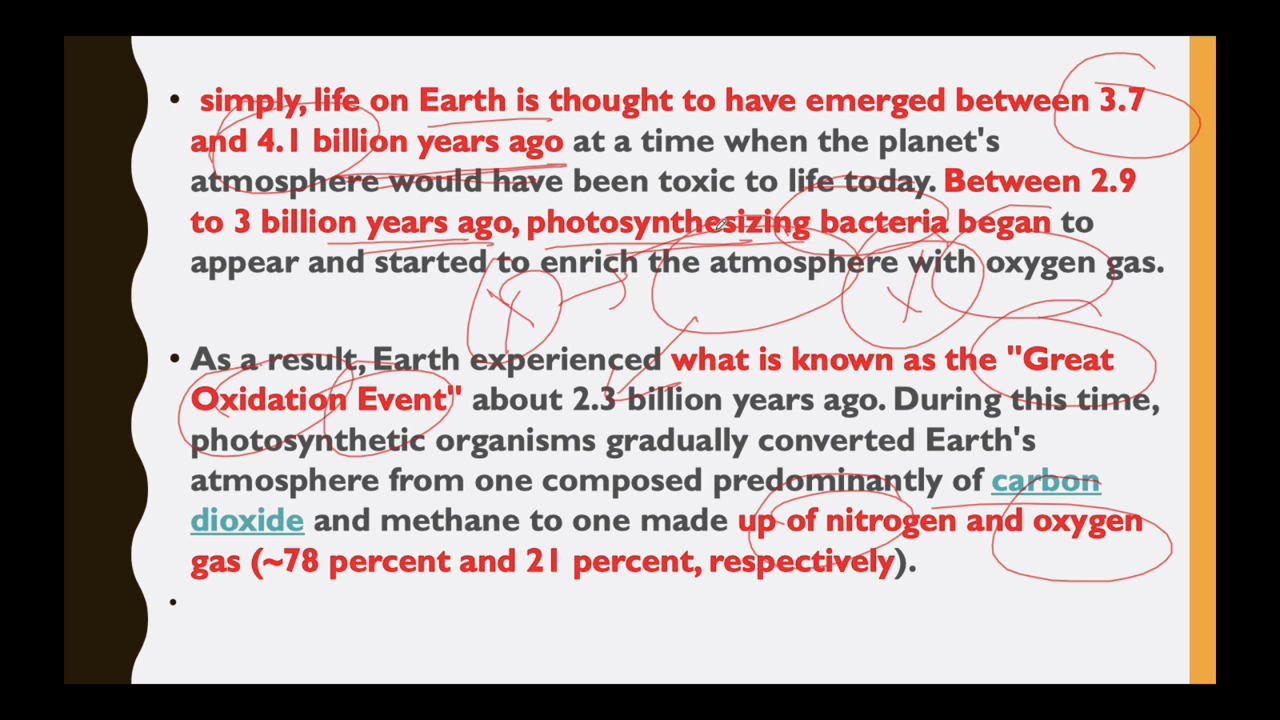 • simply, life on Earth is thought to have emerged between 3.7
and 4.1 billion years ago at a time when the planet's
atmosphere would have been toxic to life today. Between 2.9
to 3 billion years ago, photosynthesizing bacteria began to
appear and started to enrich the atmosphere with oxygen gas.
• As a result, Earth experienced what is known as the "Great
Oxidation Event" about 2.3 billion years ago. During this time,
photosynthetic organisms gradually converted Earth's
atmosphere from one composed predominantly of carbon
dioxide and methane to one made up of nitrogen and oxygen
gas (~78 percent and 21 percent, respectively).
•